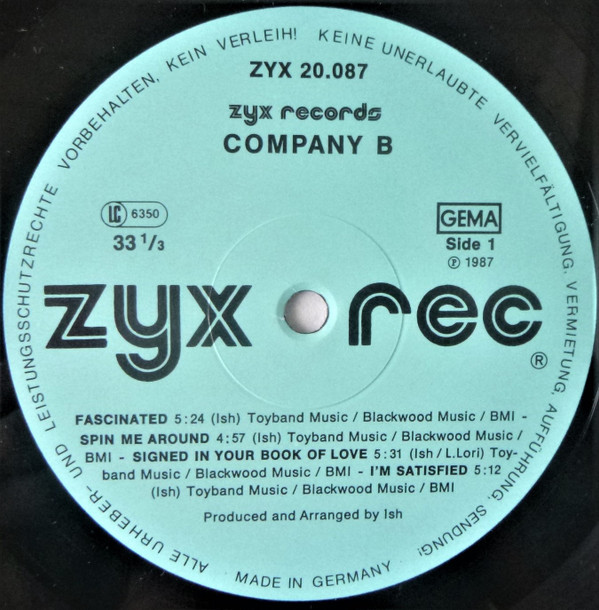 ALLE URHEBER- UND LEISTUNGSSCHUTZRECHTE VORBEHALTEN, KEIN VERLEIH! KEINE UNERLAUBTE VERVIELFÄLTIGUNG, VERMIETUNG, AUFFÜHRUNG, SENDUNG!
ZYX 20.087
zyx records
COMPANY B
LC 6350
GEMA
33 1/3
Side 1
℗ 1987
zyx rec
®
FASCINATED 5:24 (Ish) Toyband Music / Blackwood Music / BMI -
SPIN ME AROUND 4:57 (Ish) Toyband Music / Blackwood Music /
BMI - SIGNED IN YOUR BOOK OF LOVE 5:31 (Ish / L.Lori) Toy-
band Music / Blackwood Music / BMI - I'M SATISFIED 5:12
(Ish) Toyband Music / Blackwood Music / BMI
Produced and Arranged by Ish
MADE IN GERMANY